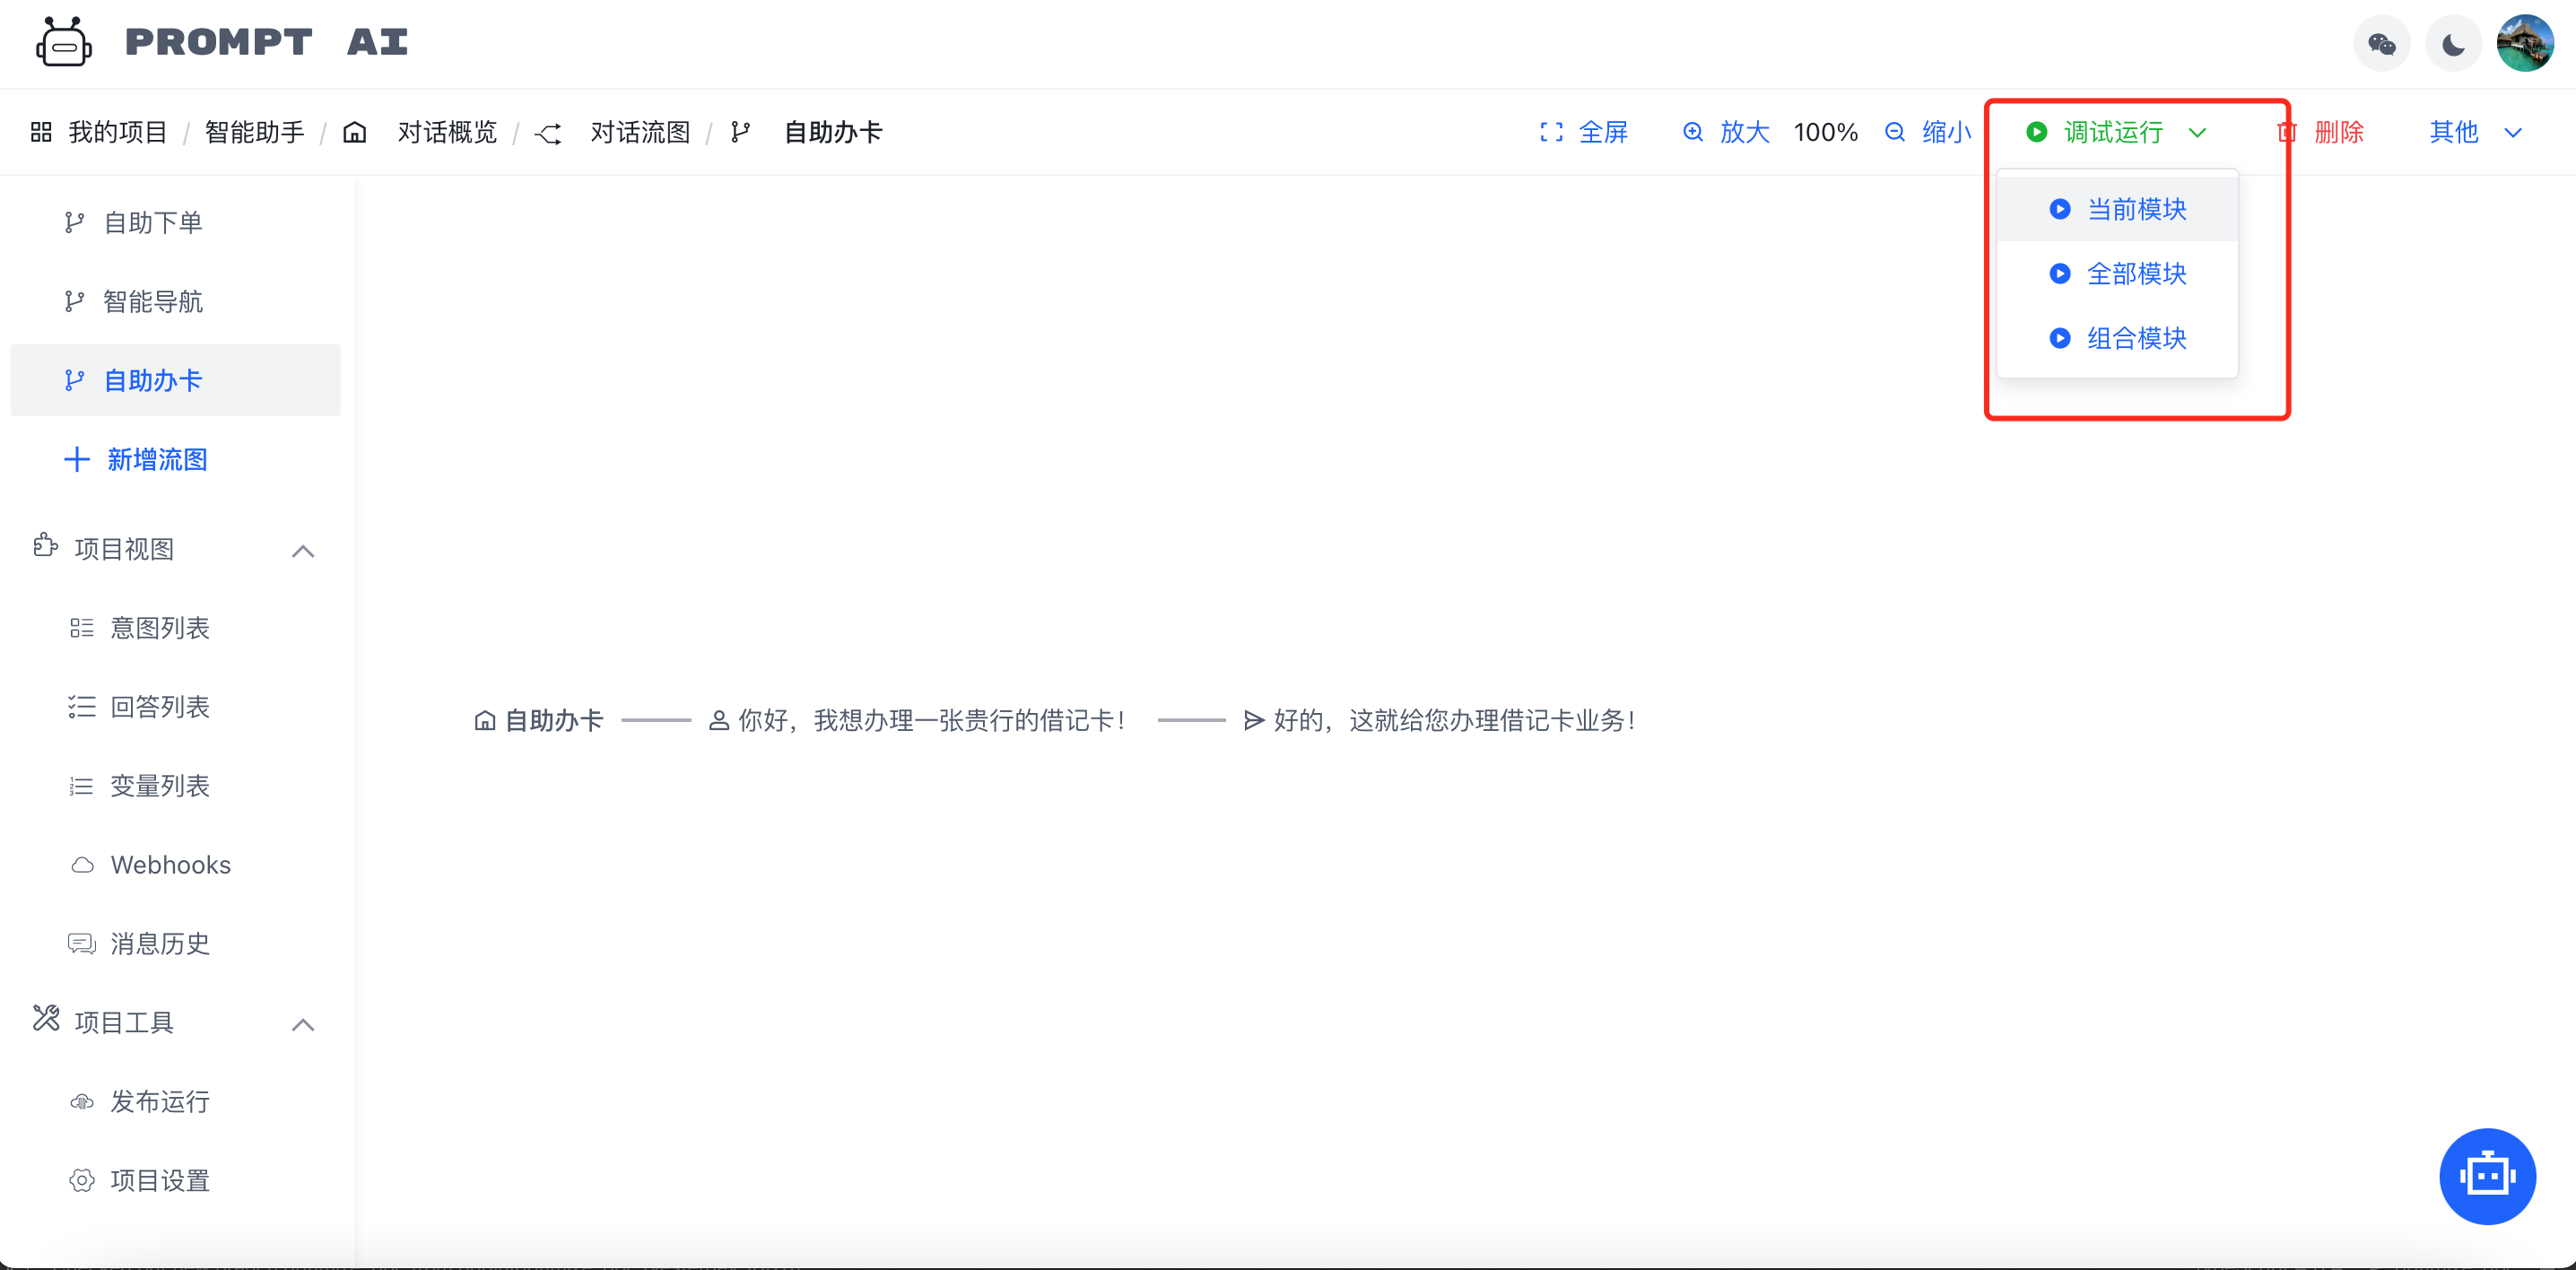 PROMPT AI
我的项目 / 智能助手 / 对话概览 / 对话流图 / 自助办卡
全屏 放大 100% 缩小 调试运行 删除 其他
当前模块
全部模块
组合模块
自助下单
智能导航
自助办卡
新增流图
项目视图
意图列表
回答列表
变量列表
Webhooks
消息历史
项目工具
发布运行
项目设置
自助办卡 你好，我想办理一张贵行的借记卡！ 好的，这就给您办理借记卡业务！